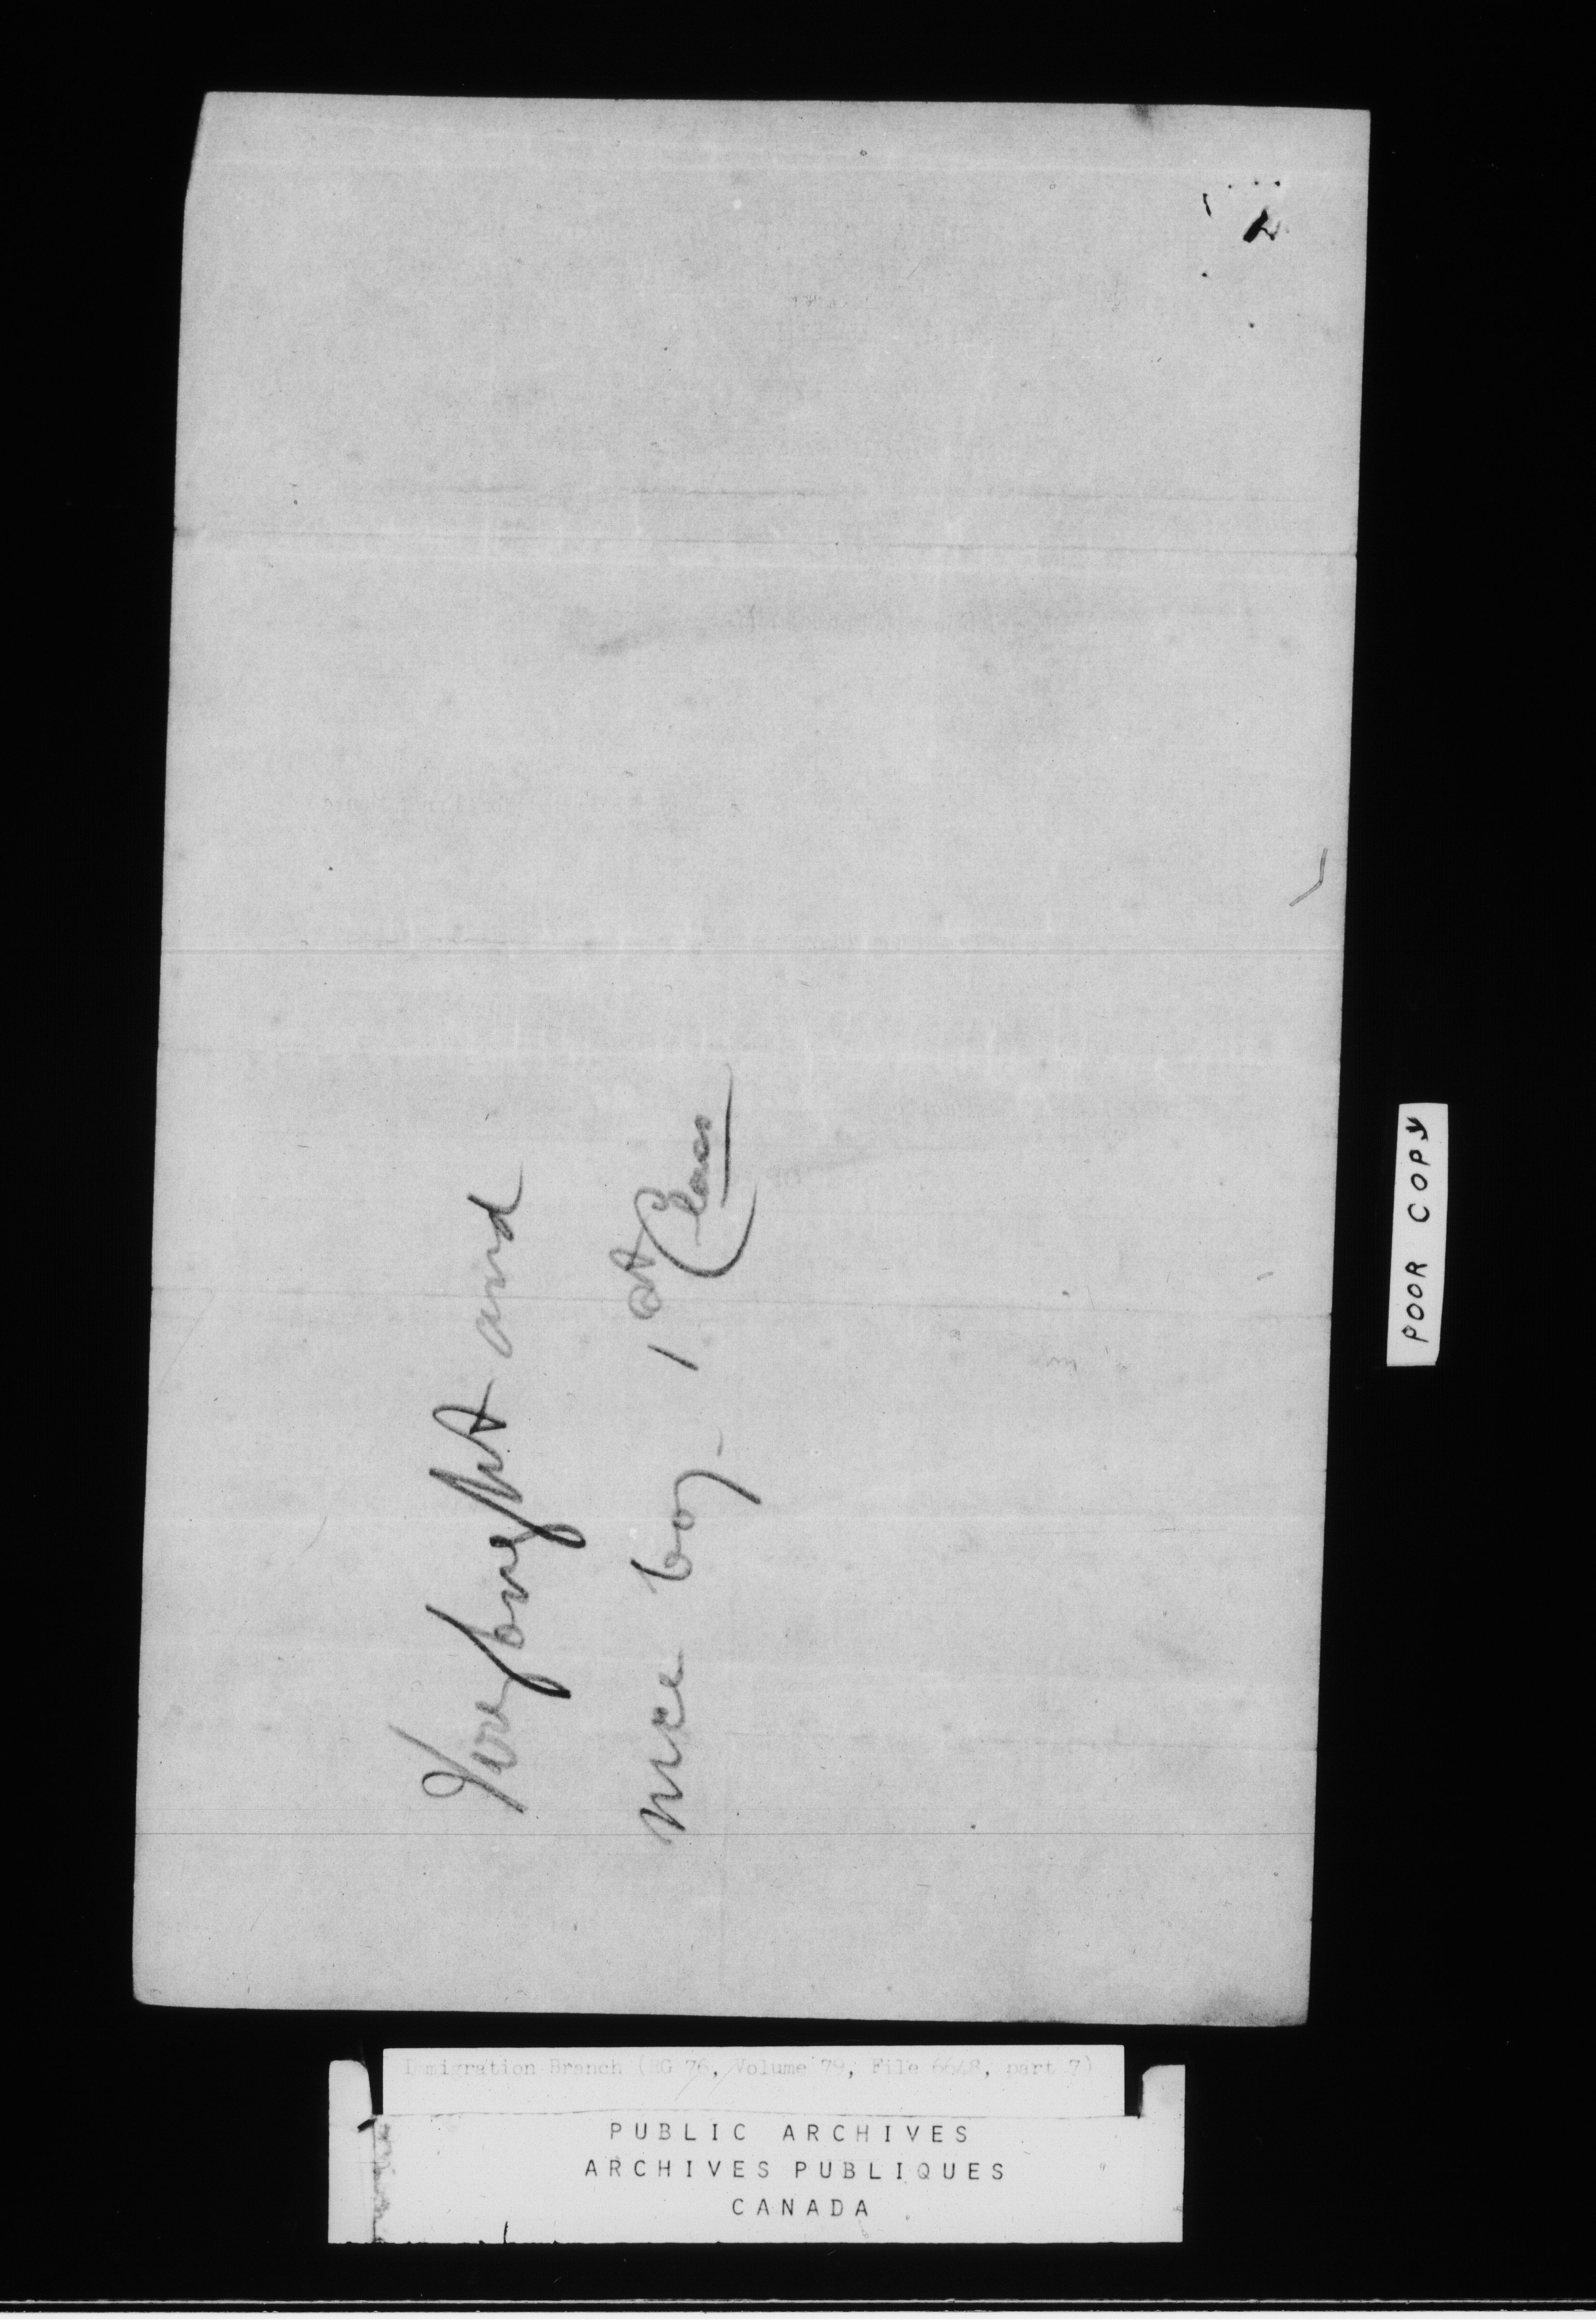 Very bright and
nice boy - 1st Class
POOR COPY
Immigration Branch (RG 76, Volume 79, File 6648, part 7)
PUBLIC ARCHIVES
ARCHIVES PUBLIQUES
CANADA